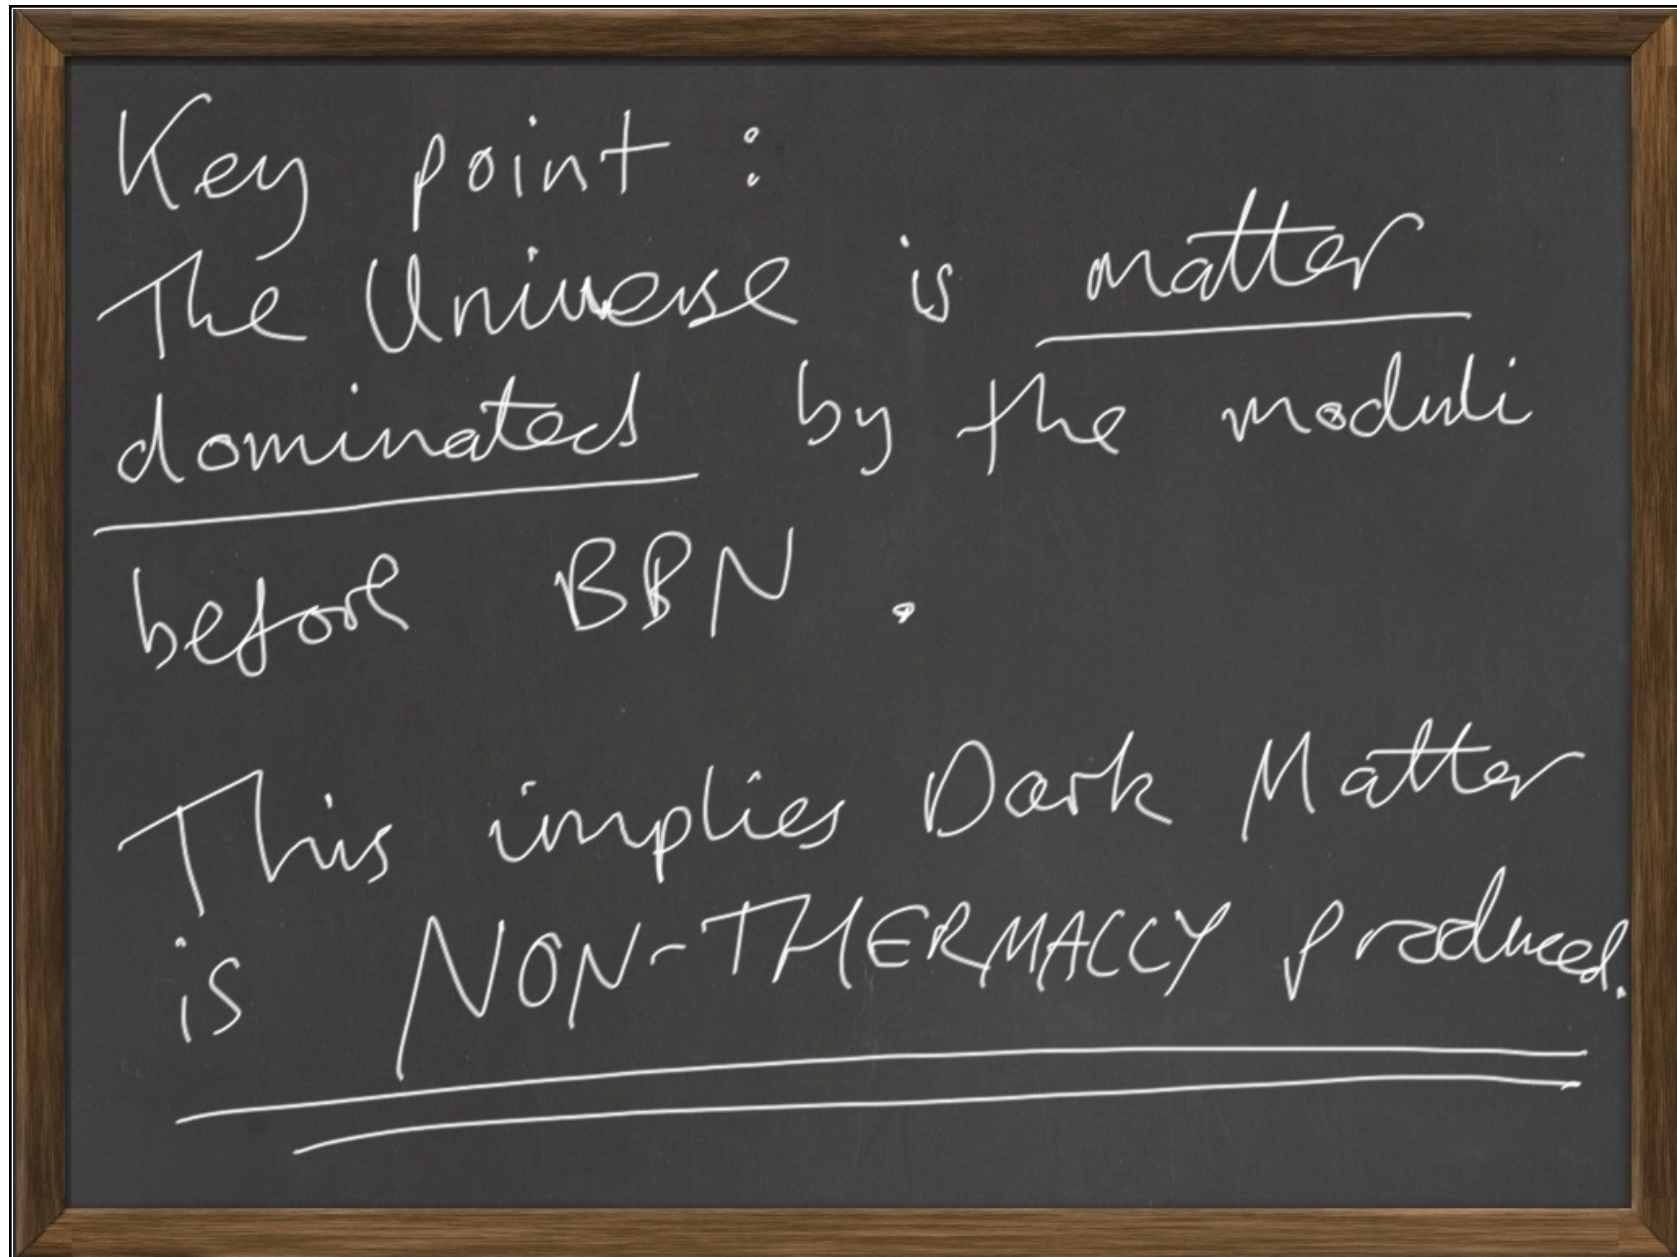 Key point :
The Universe is matter
dominated by the moduli
before BBN .
This implies Dark Matter
is NON-THERMALLY produced.